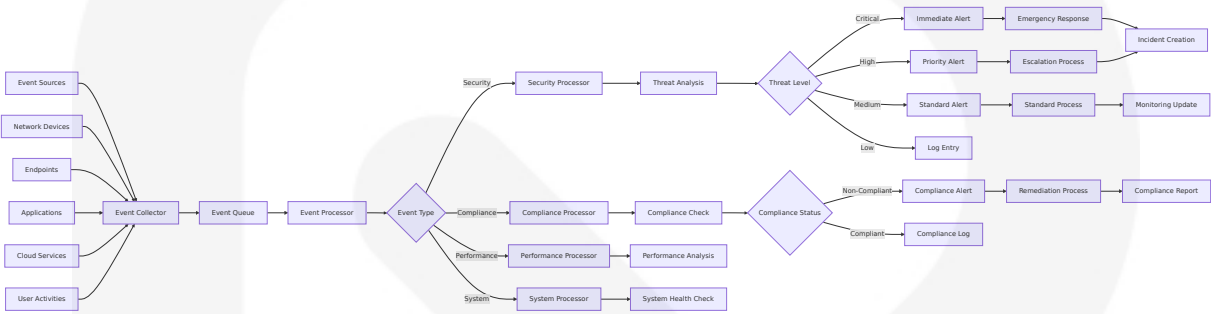 Event Sources
Network Devices
Endpoints
Applications
Cloud Services
User Activities
Event Collector
Event Queue
Event Processor
Event Type
Security
Compliance
Performance
System
Security Processor
Compliance Processor
Performance Processor
System Processor
Threat Analysis
Compliance Check
Performance Analysis
System Health Check
Threat Level
Compliance Status
Critical
High
Medium
Low
Non-Compliant
Compliant
Immediate Alert
Priority Alert
Standard Alert
Log Entry
Compliance Alert
Compliance Log
Emergency Response
Escalation Process
Standard Process
Remediation Process
Incident Creation
Monitoring Update
Compliance Report